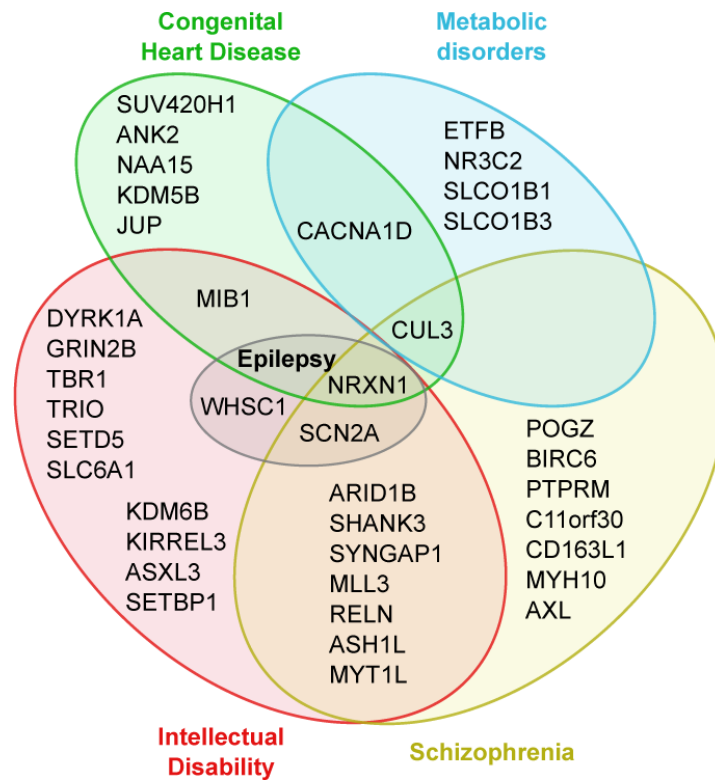 Congenital
Heart Disease
Metabolic
disorders
SUV420H1
ANK2
NAA15
KDM5B
JUP
ETFB
NR3C2
SLCO1B1
SLCO1B3
CACNA1D
MIB1
CUL3
DYRK1A
GRIN2B
TBR1
TRIO
SETD5
SLC6A1
Epilepsy
NRXN1
WHSC1
SCN2A
KDM6B
KIRREL3
ASXL3
SETBP1
ARID1B
SHANK3
SYNGAP1
MLL3
RELN
ASH1L
MYT1L
POGZ
BIRC6
PTPRM
C11orf30
CD163L1
MYH10
AXL
Intellectual
Disability
Schizophrenia